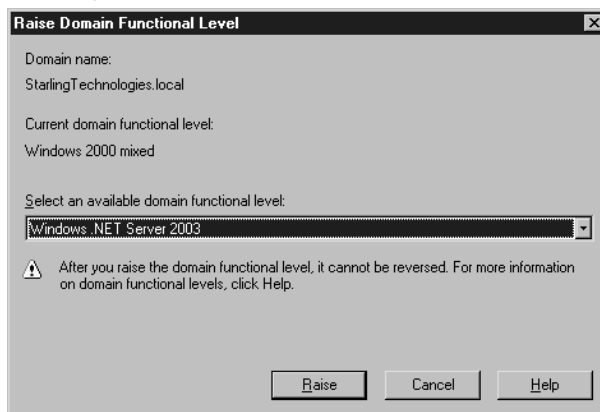 Raise Domain Functional Level
Domain name:
StarlingTechnologies.local
Current domain functional level:
Windows 2000 mixed
Select an available domain functional level:
Windows .NET Server 2003
After you raise the domain functional level, it cannot be reversed. For more information
on domain functional levels, click Help.
Raise Cancel Help